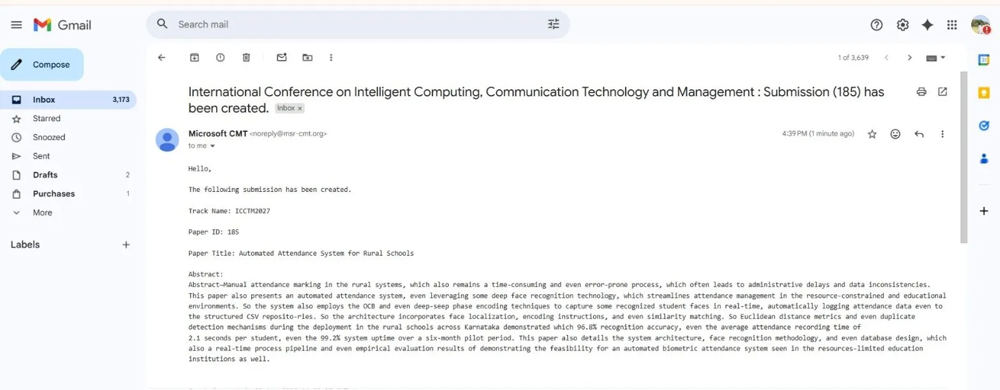 Gmail
Search mail
Compose
1 of 3,639
Inbox 3,173
Starred
Snoozed
Sent
Drafts 2
Purchases 1
More
Labels
International Conference on Intelligent Computing, Communication Technology and Management : Submission (185) has
been created. Inbox x
Microsoft CMT <noreply@msr-cmt.org> 4:39 PM (1 minute ago)
to me
Hello,
The following submission has been created.
Track Name: ICCTM2027
Paper ID: 185
Paper Title: Automated Attendance System for Rural Schools
Abstract:
Abstract—Manual attendance marking in the rural systems, which also remains a time-consuming and even error-prone process, which often leads to administrative delays and data inconsistencies.
This paper also presents an automated attendance system, even leveraging some deep face recognition technology, which streamlines attendance management in the resource-constrained and educational
environments. So the system also employs the OCB and even deep-seep phase encoding techniques to capture some recognized student faces in real-time, automatically logging attendance data even to
the structured CSV reposito-ries. So the architecture incorporates face localization, encoding instructions, and even similarity matching. So Euclidean distance metrics and even duplicate
detection mechanisms during the deployment in the rural schools across Karnataka demonstrated which 96.8% recognition accuracy, even the average attendance recording time of
2.1 seconds per student, even the 99.2% system uptime over a six-month pilot period. This paper also details the system architecture, face recognition methodology, and even database design, which
also a real-time process pipeline and even empirical evaluation results of demonstrating the feasibility for an automated biometric attendance system seen in the resources-limited education
institutions as well.
31